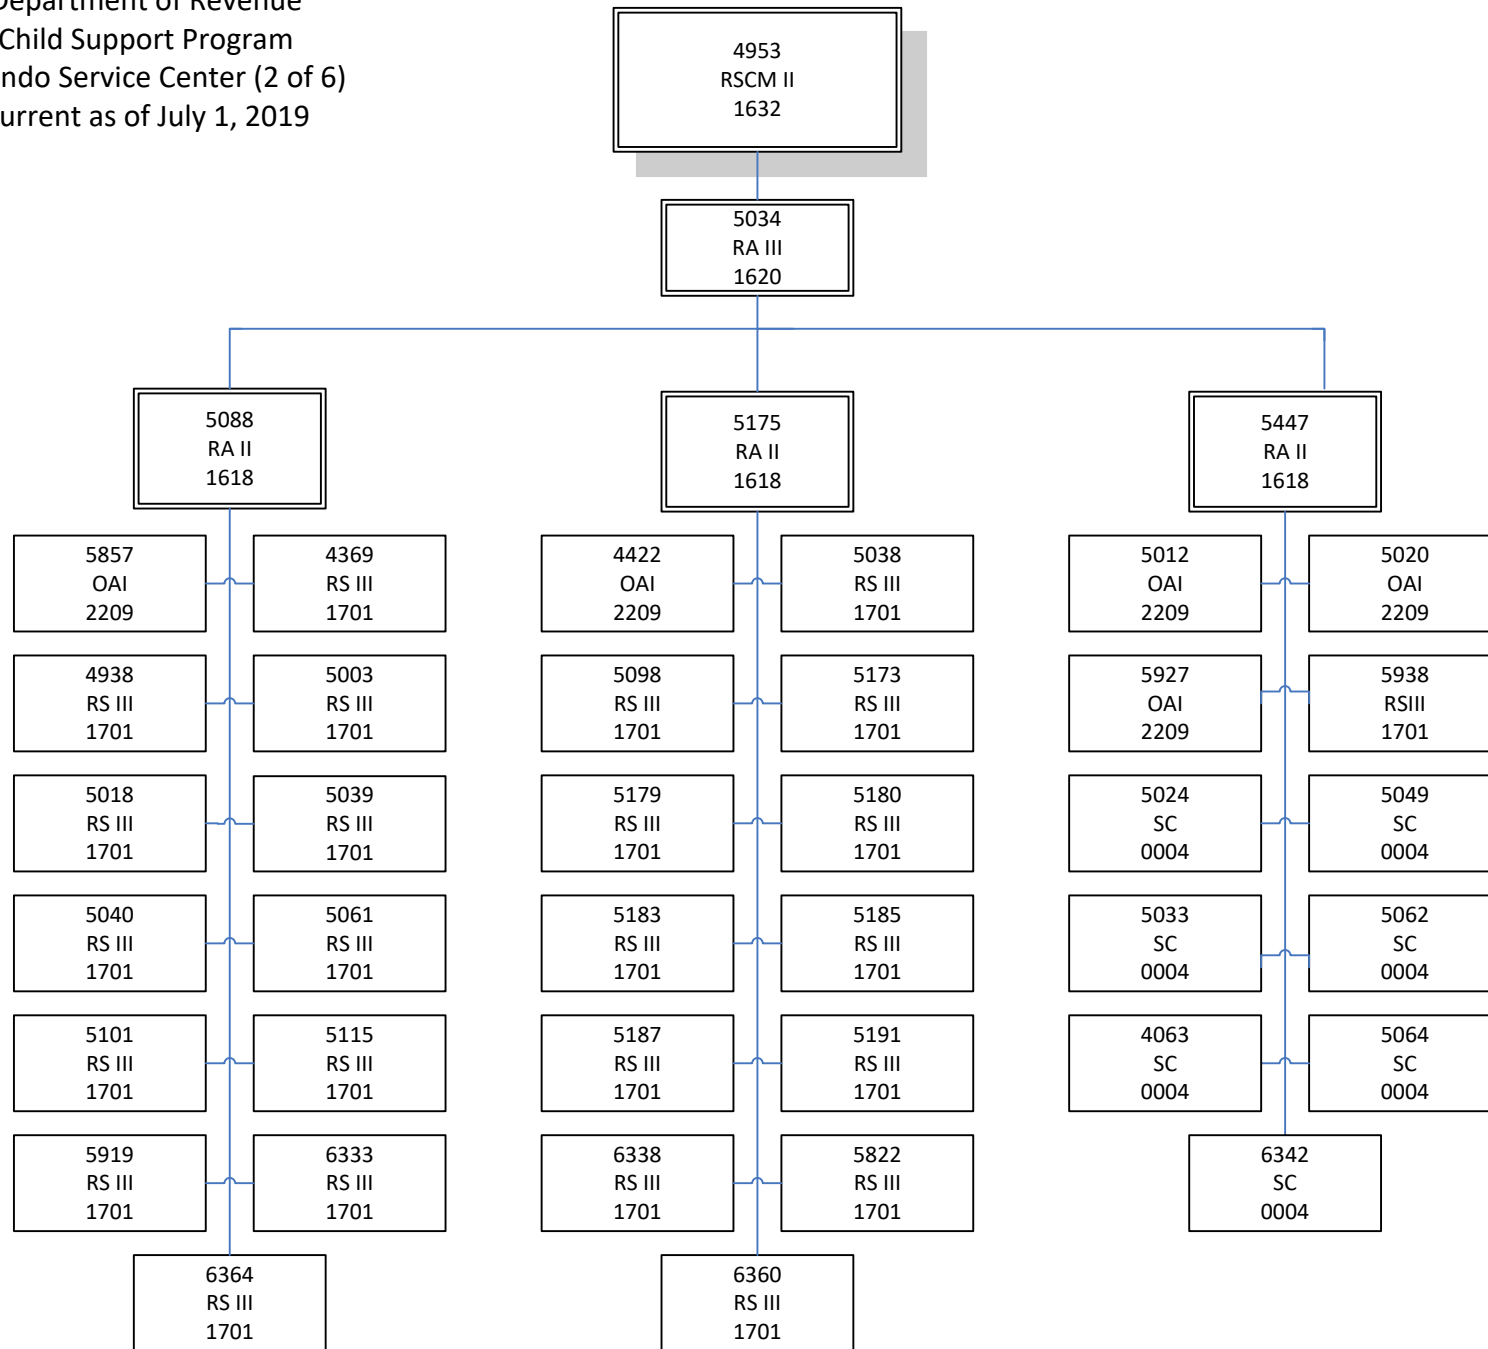 Department of Revenue
Child Support Program
ndo Service Center (2 of 6)
urrent as of July 1, 2019
4953
RSCM II
1632
5034
RA III
1620
5088
RA II
1618
5175
RA II
1618
5447
RA II
1618
5857
OAI
2209
4369
RS III
1701
4938
RS III
1701
5003
RS III
1701
5018
RS III
1701
5039
RS III
1701
5040
RS III
1701
5061
RS III
1701
5101
RS III
1701
5115
RS III
1701
5919
RS III
1701
6333
RS III
1701
6364
RS III
1701
4422
OAI
2209
5038
RS III
1701
5098
RS III
1701
5173
RS III
1701
5179
RS III
1701
5180
RS III
1701
5183
RS III
1701
5185
RS III
1701
5187
RS III
1701
5191
RS III
1701
6338
RS III
1701
5822
RS III
1701
6360
RS III
1701
5012
OAI
2209
5020
OAI
2209
5927
OAI
2209
5938
RSIII
1701
5024
SC
0004
5049
SC
0004
5033
SC
0004
5062
SC
0004
4063
SC
0004
5064
SC
0004
6342
SC
0004